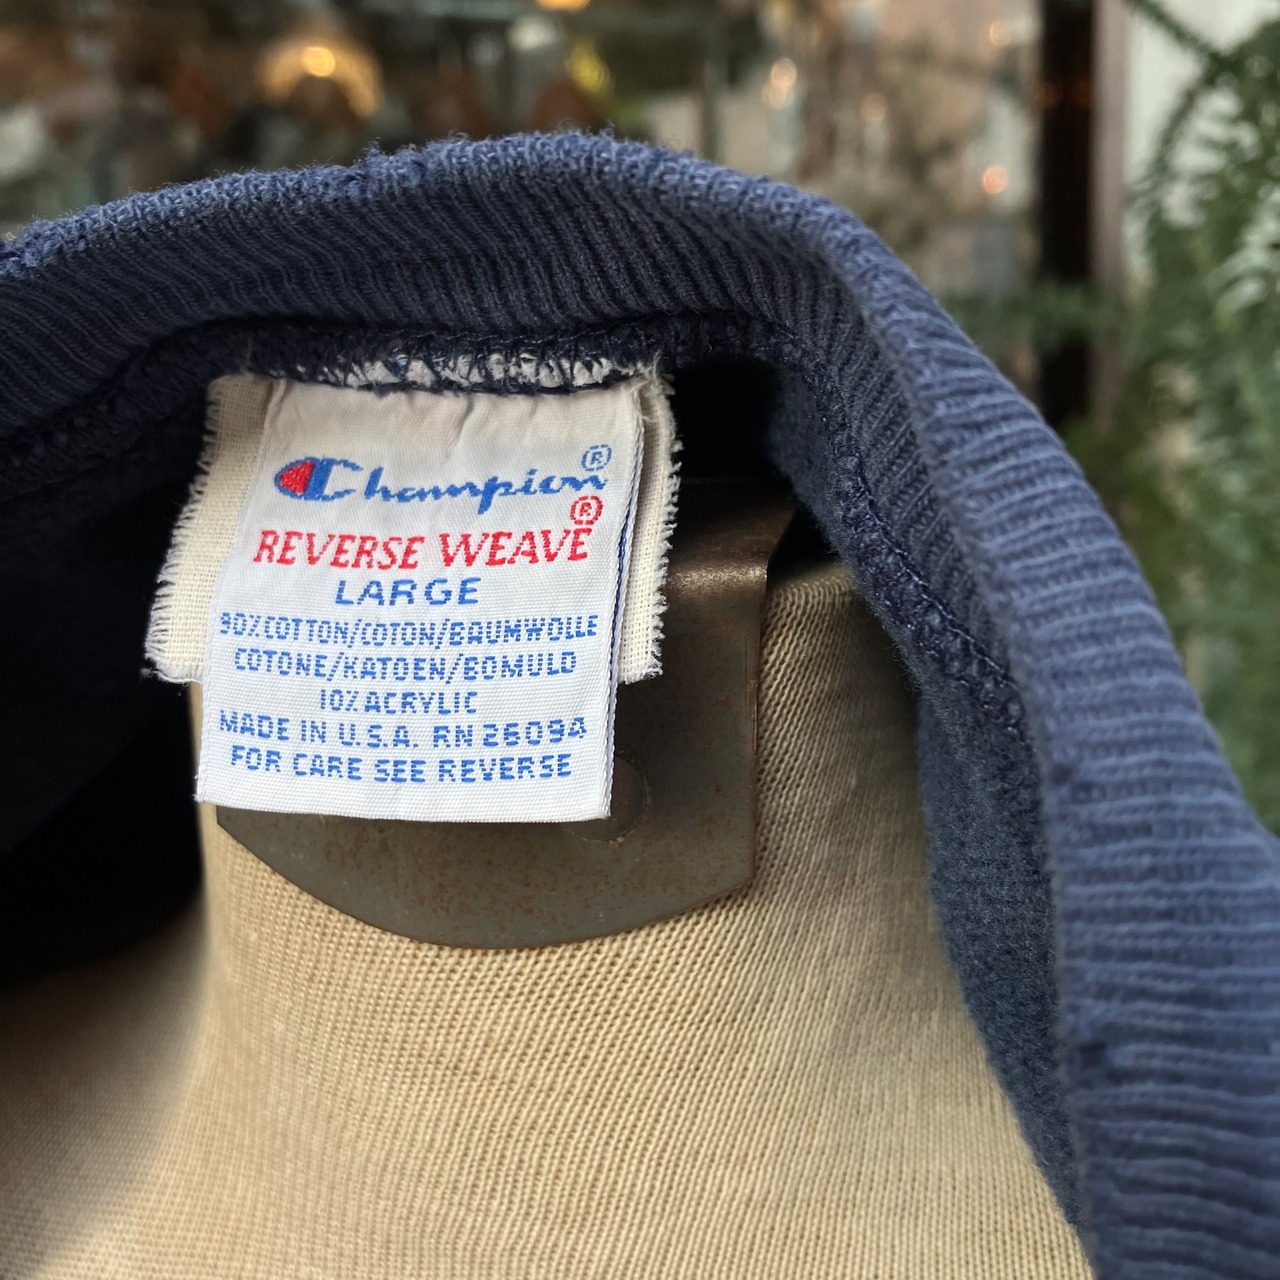 Champion®
REVERSE WEAVE®
LARGE
90% COTTON/COTON/BAUMWOLLE
COTONE/KATOEN/BOMULD
10% ACRYLIC
MADE IN U.S.A. RN 26094
FOR CARE SEE REVERSE